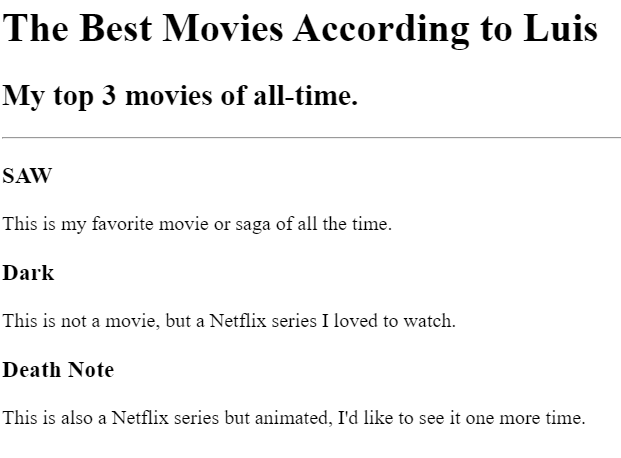 The Best Movies According to Luis
My top 3 movies of all-time.
SAW
This is my favorite movie or saga of all the time.
Dark
This is not a movie, but a Netflix series I loved to watch.
Death Note
This is also a Netflix series but animated, I'd like to see it one more time.